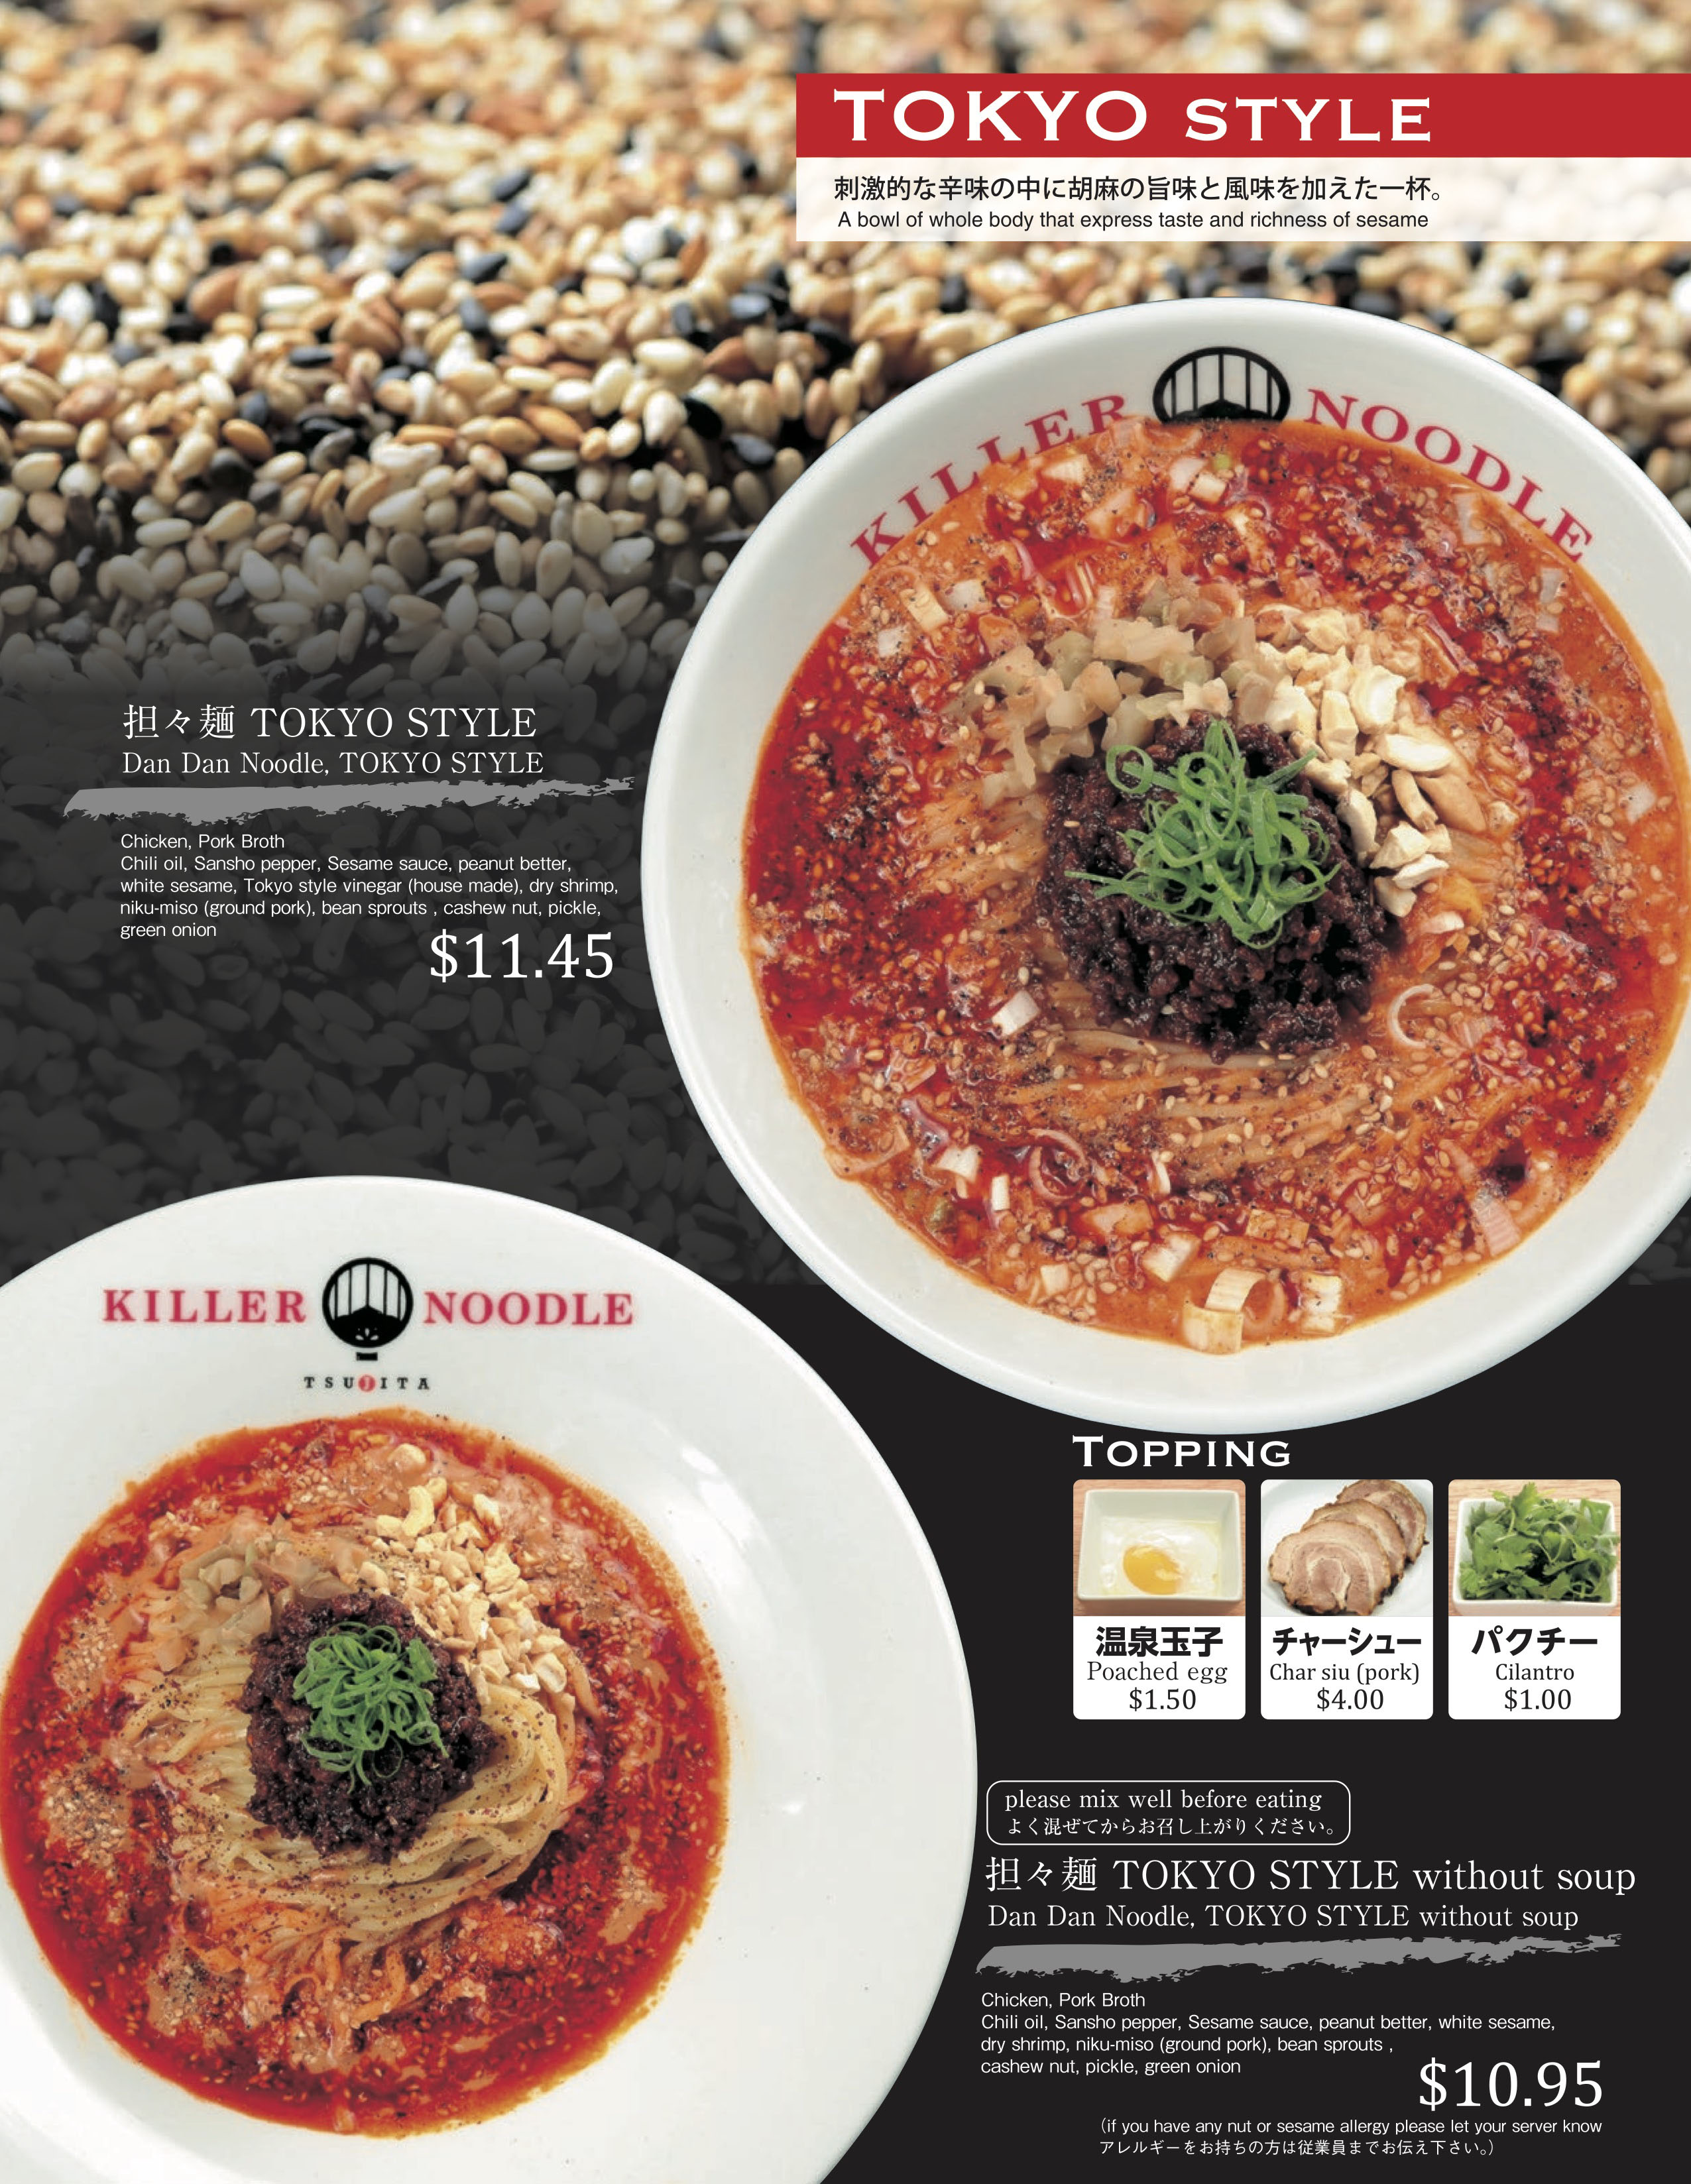 TOKYO STYLE
刺激的な辛味の中に胡麻の旨味と風味を加えた一杯。
A bowl of whole body that express taste and richness of sesame
KILLER NOODLE
担々麺 TOKYO STYLE
Dan Dan Noodle, TOKYO STYLE
Chicken, Pork Broth
Chili oil, Sansho pepper, Sesame sauce, peanut better,
white sesame, Tokyo style vinegar (house made), dry shrimp,
niku-miso (ground pork), bean sprouts , cashew nut, pickle,
green onion
$11.45
KILLER NOODLE
TSUJITA
TOPPING
温泉玉子
Poached egg
$1.50
チャーシュー
Char siu (pork)
$4.00
パクチー
Cilantro
$1.00
please mix well before eating
よく混ぜてからお召し上がりください。
担々麺 TOKYO STYLE without soup
Dan Dan Noodle, TOKYO STYLE without soup
Chicken, Pork Broth
Chili oil, Sansho pepper, Sesame sauce, peanut better, white sesame,
dry shrimp, niku-miso (ground pork), bean sprouts ,
cashew nut, pickle, green onion
$10.95
(if you have any nut or sesame allergy please let your server know
アレルギーをお持ちの方は従業員までお伝え下さい。)